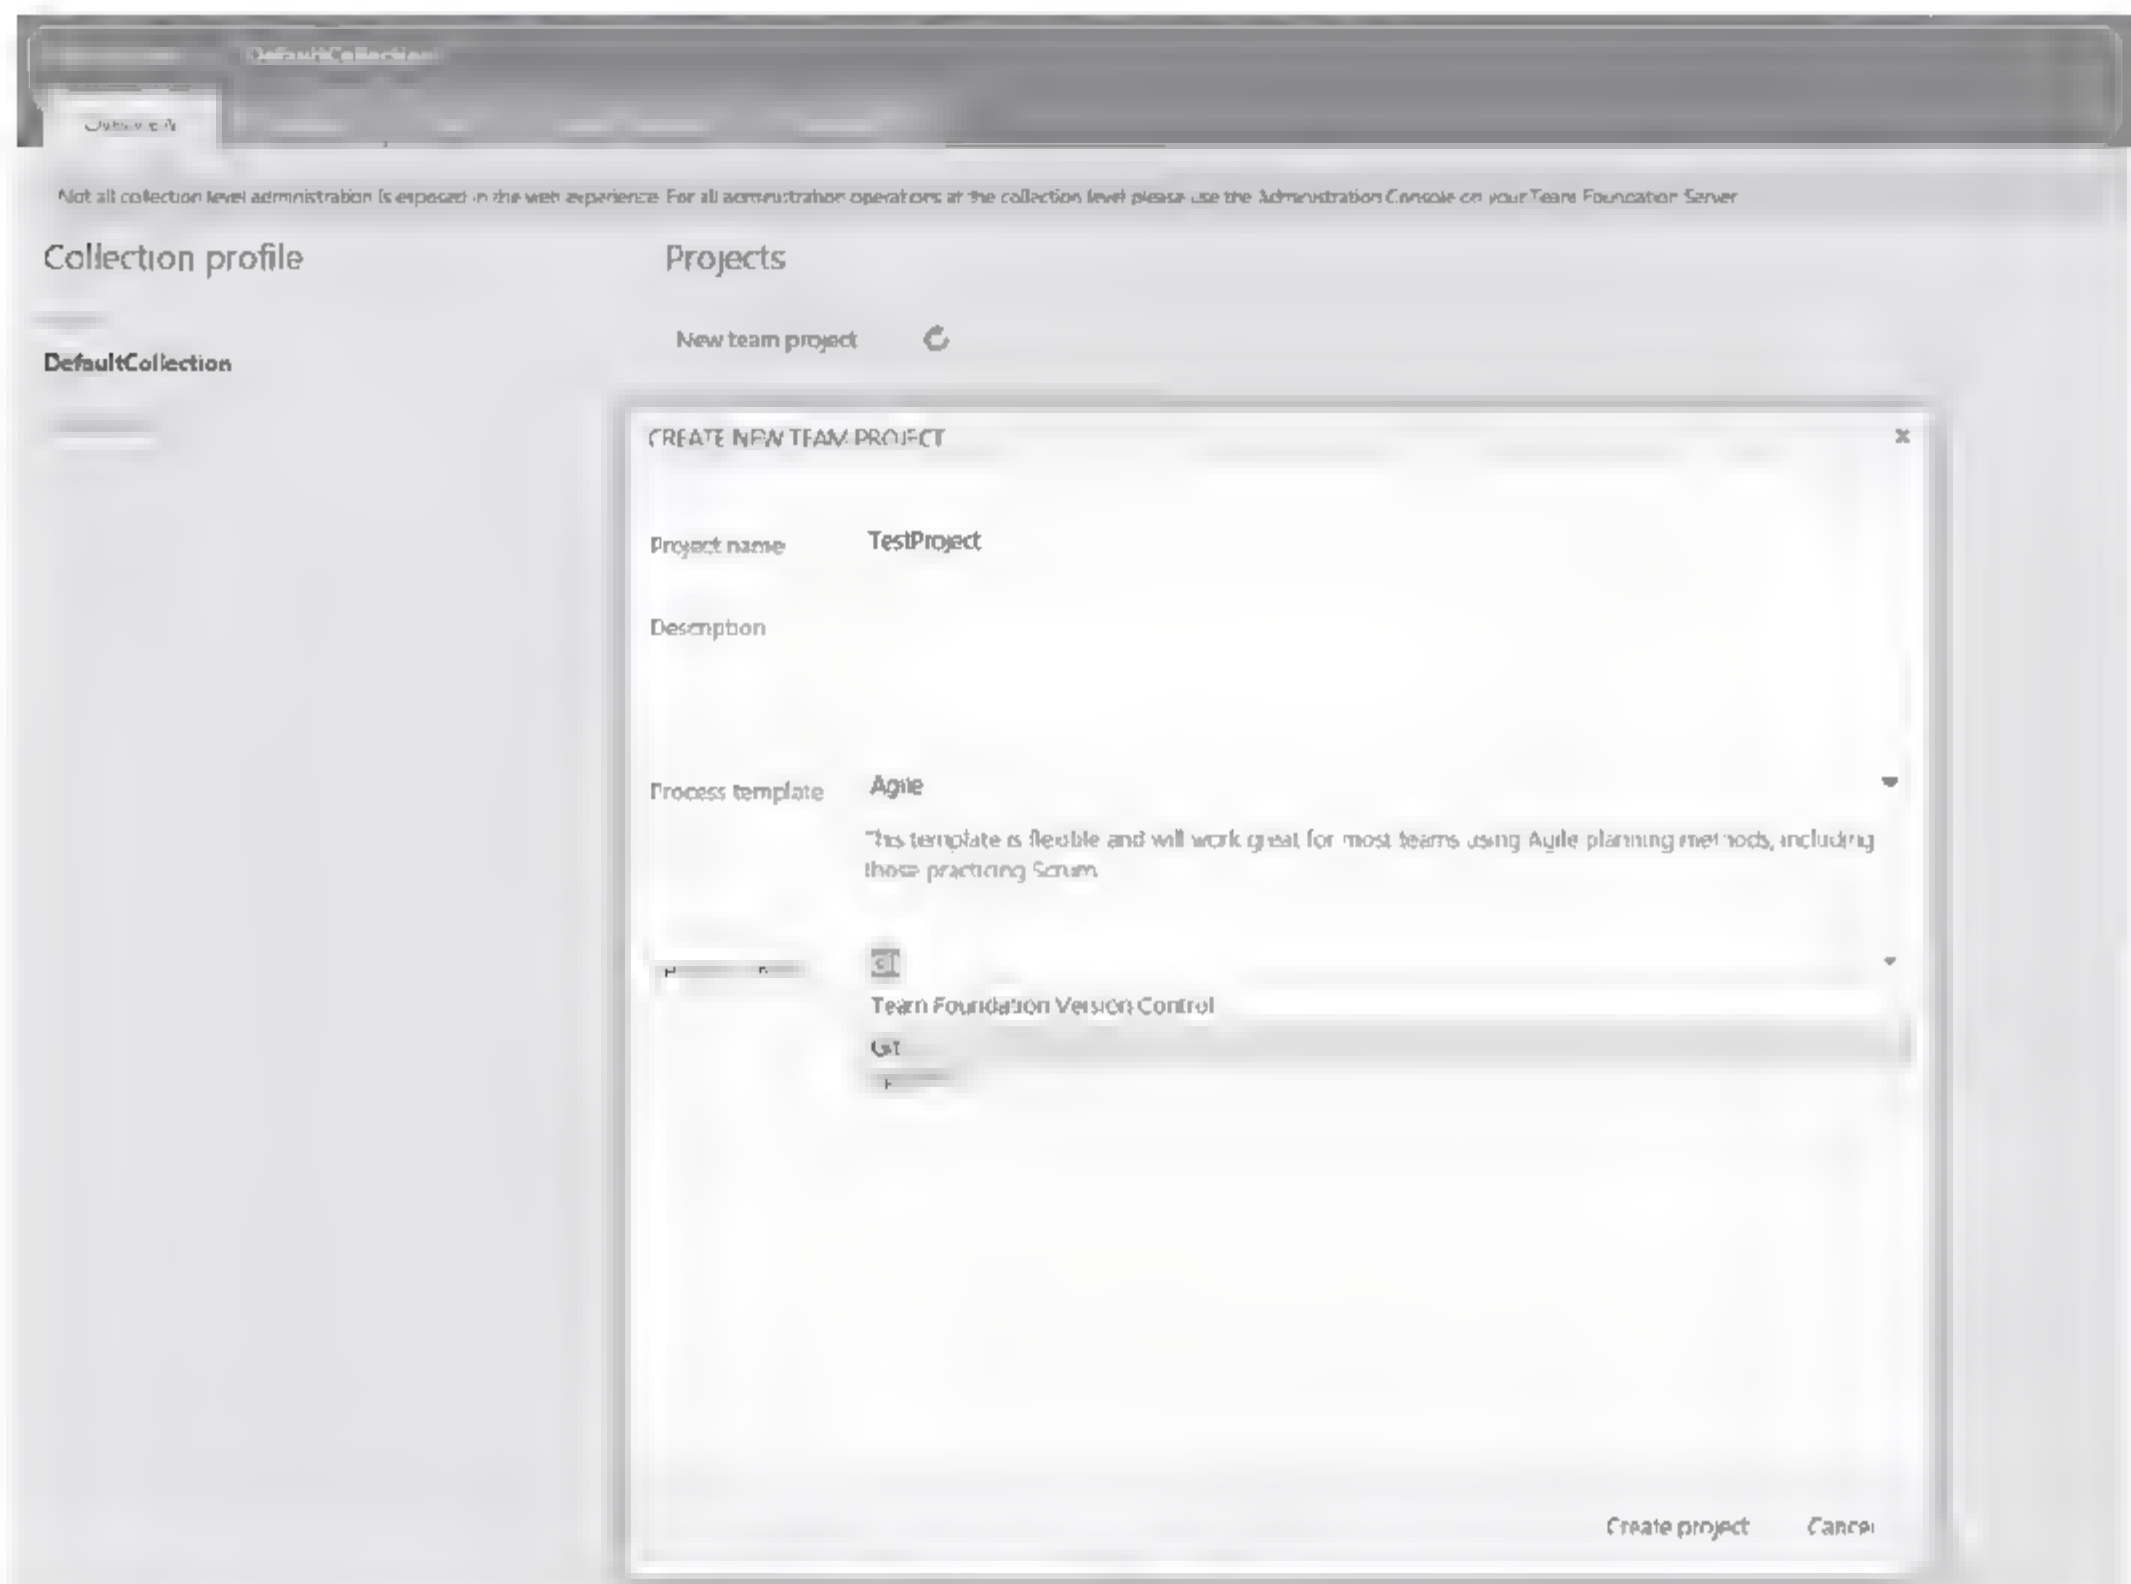 DefaultCollection
Overview
Not all collection level administration is exposed in the web experience. For all administration operations at the collection level please use the Administration Console on your Team Foundation Server
Collection profile
Projects
New team project
DefaultCollection
CREATE NEW TEAM PROJECT
Project name TestProject
Description
Process template Agile
This template is flexible and will work great for most teams using Agile planning methods, including
those practicing Scrum
Team Foundation Version Control
Git
Create project Cancel